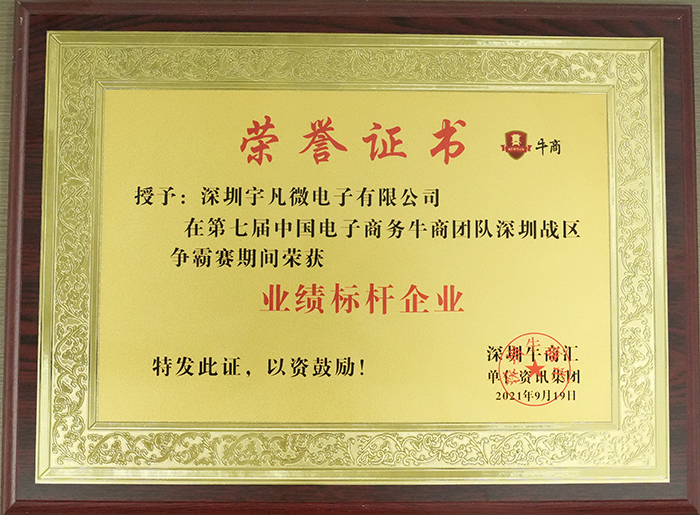 荣誉证书
牛商
授予：深圳宇凡微电子有限公司
在第七届中国电子商务牛商团队深圳战区
争霸赛期间荣获
业绩标杆企业
特发此证，以资鼓励！
深圳牛商汇
单仁资讯集团
2021年9月19日